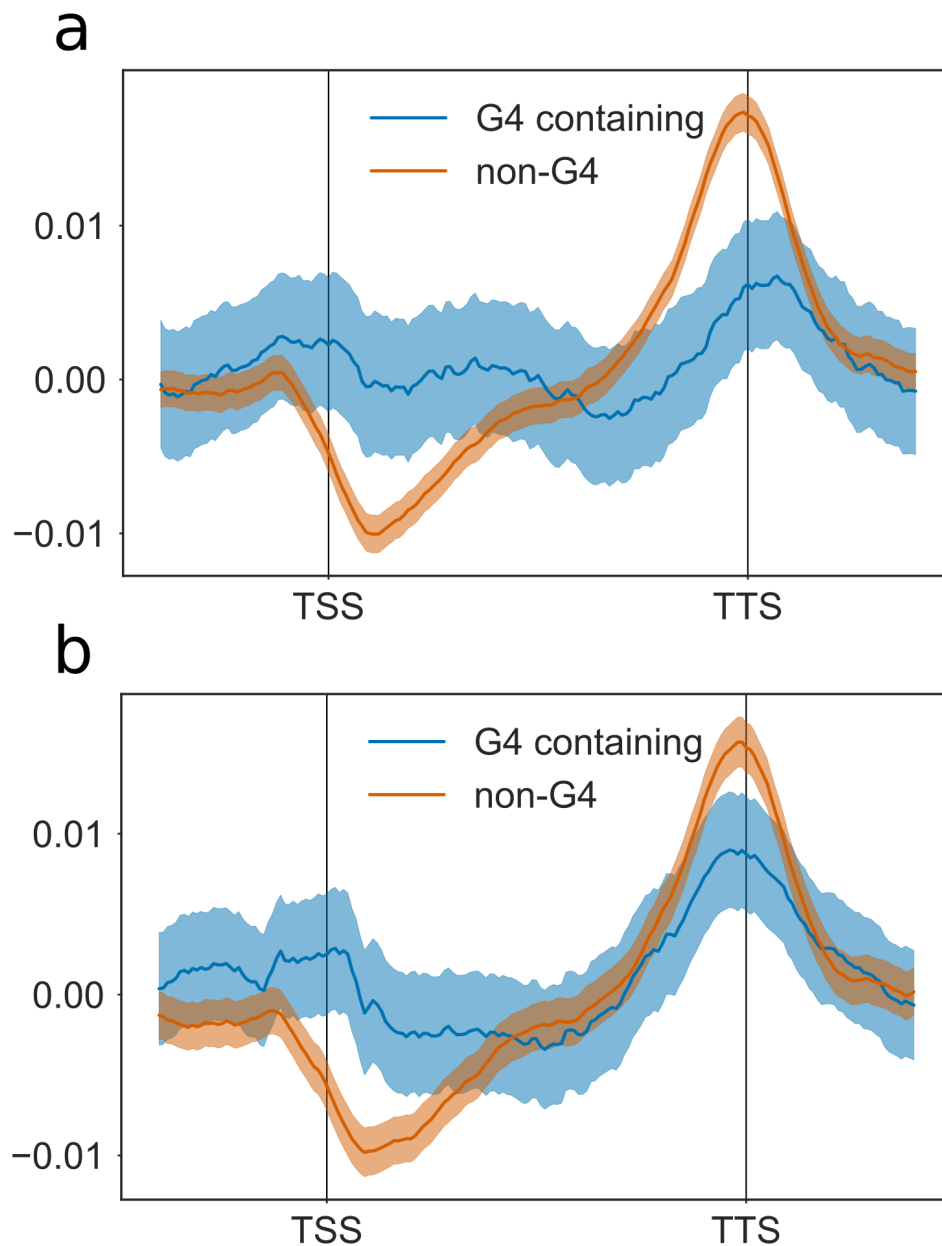 a
G4 containing
non-G4
0.01
0.00
−0.01
TSS TTS
b
G4 containing
non-G4
0.01
0.00
−0.01
TSS TTS